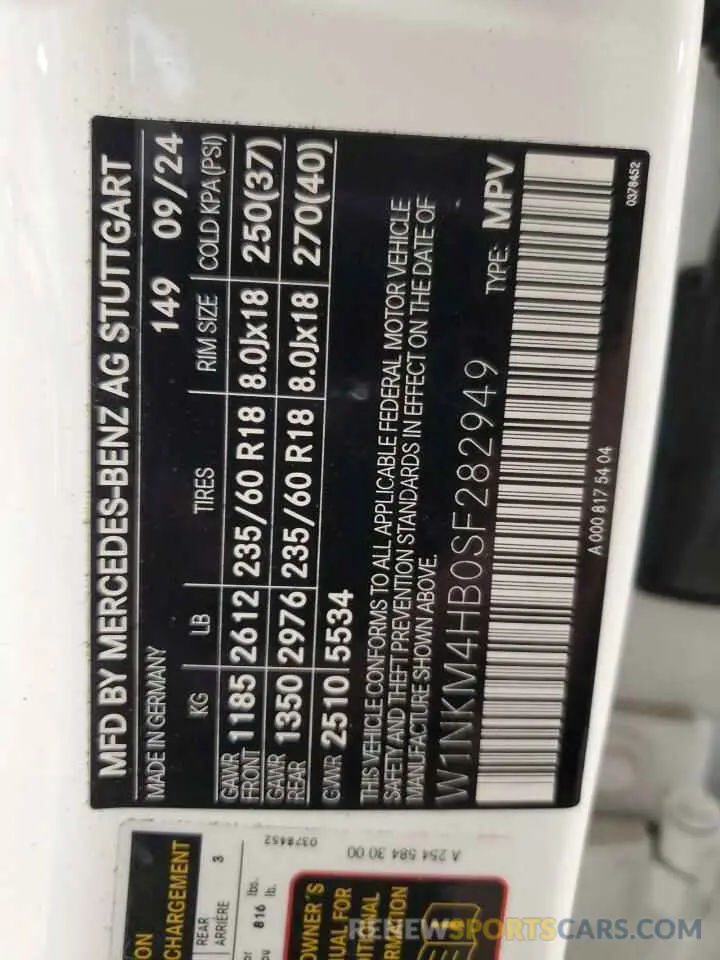 MFD BY MERCEDES-BENZ AG STUTTGART
MADE IN GERMANY 149 09/24
KG LB TIRES RIM SIZE COLD KPA (PSI)
GAWR FRONT 1185 2612 235/60 R18 8.0Jx18 250(37)
GAWR REAR 1350 2976 235/60 R18 8.0Jx18 270(40)
GVWR 2510 5534
THIS VEHICLE CONFORMS TO ALL APPLICABLE FEDERAL MOTOR VEHICLE
SAFETY AND THEFT PREVENTION STANDARDS IN EFFECT ON THE DATE OF
MANUFACTURE SHOWN ABOVE.
W1NKM4HB0SF282949 TYPE: MPV
A 000 817 54 04 0378452
CHARGEMENT
REAR
ARRIÈRE 3
816 lbs.
lb.
0378452
A 254 584 30 00
OWNER'S
RENEWSPORTSCARS.COM